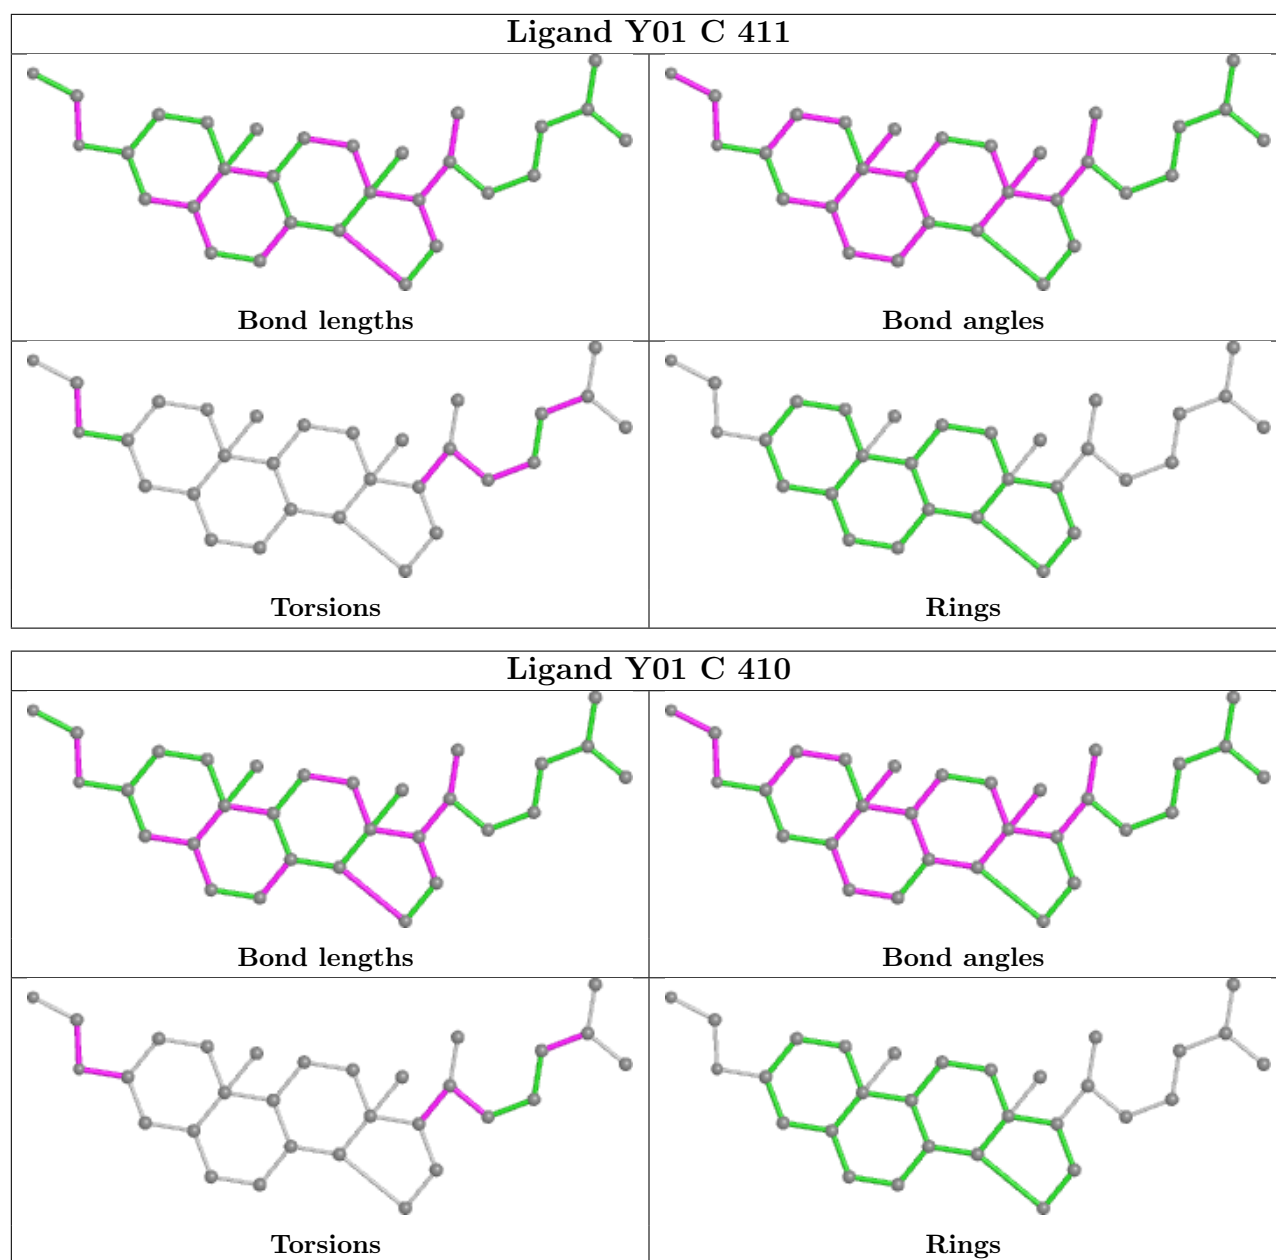 Ligand Y01 C 411
Bond lengths
Bond angles
Torsions
Rings
Ligand Y01 C 410
Bond lengths
Bond angles
Torsions
Rings